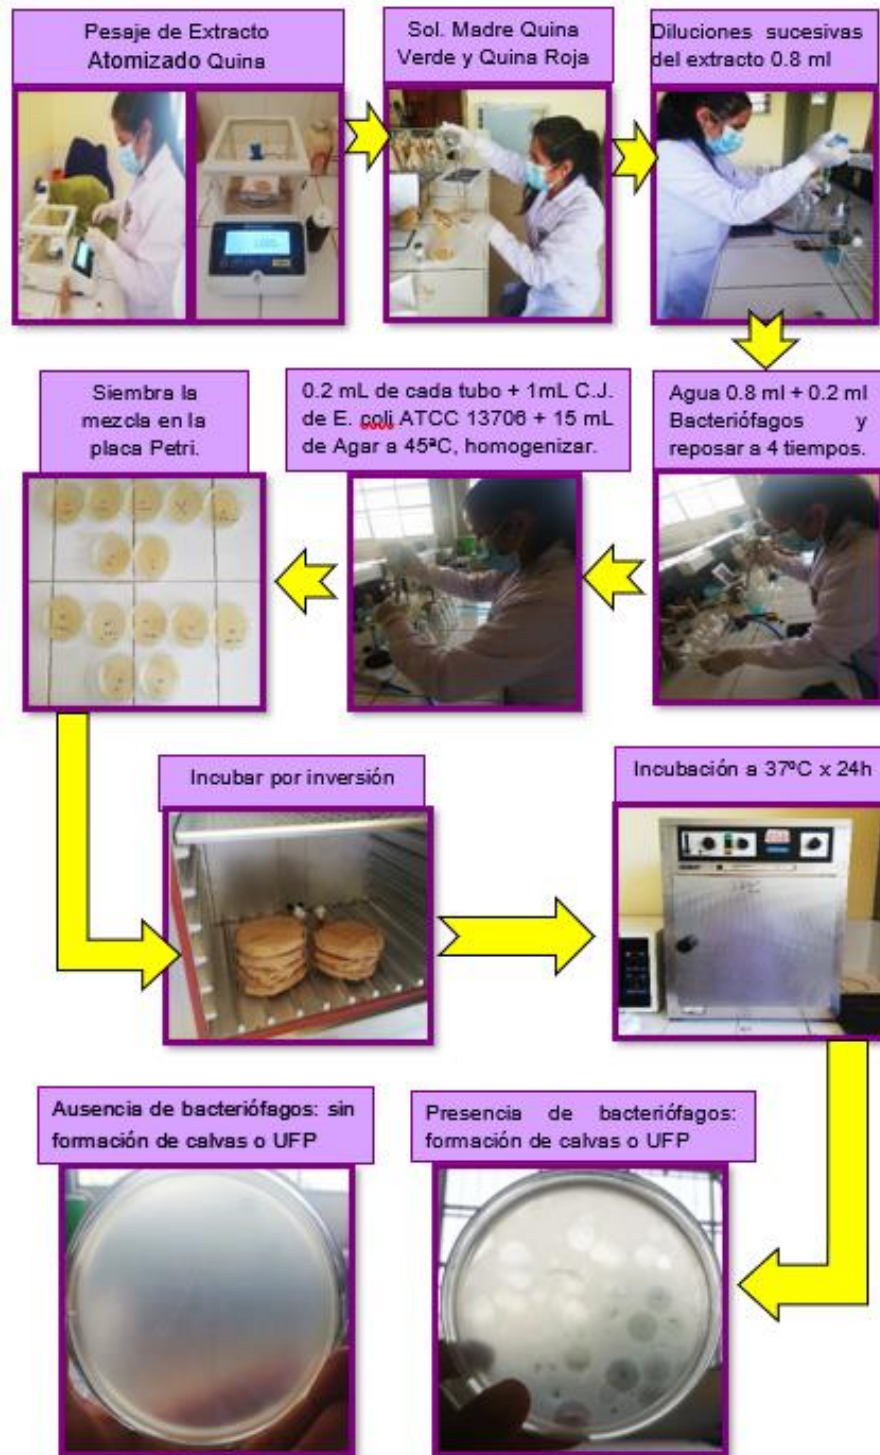 Pesaje de Extracto
Atomizado Quina
Sol. Madre Quina
Verde y Quina Roja
Diluciones sucesivas
del extracto 0.8 ml
Agua 0.8 ml + 0.2 ml
Bacteriófagos y
reposar a 4 tiempos.
0.2 mL de cada tubo + 1mL C.J.
de E. coli ATCC 13706 + 15 mL
de Agar a 45ªC, homogenizar.
Siembra la
mezcla en la
placa Petri.
Incubar por inversión
Incubación a 37ºC x 24h
Ausencia de bacteriófagos: sin
formación de calvas o UFP
Presencia de bacteriófagos:
formación de calvas o UFP